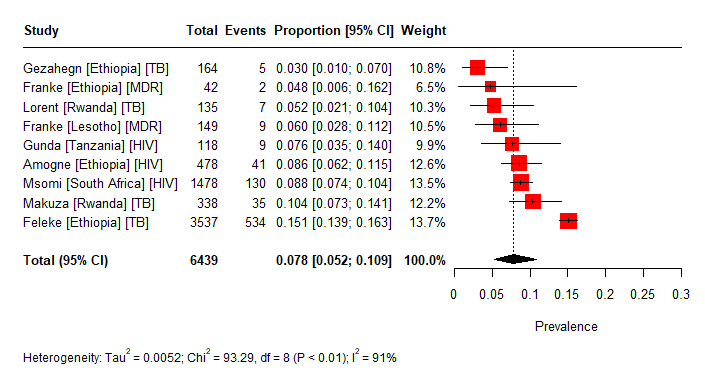 Study Total Events Proportion [95% CI] Weight
Gezahegn [Ethiopia] [TB] 164 5 0.030 [0.010; 0.070] 10.8%
Franke [Ethiopia] [MDR] 42 2 0.048 [0.006; 0.162] 6.5%
Lorent [Rwanda] [TB] 135 7 0.052 [0.021; 0.104] 10.3%
Franke [Lesotho] [MDR] 149 9 0.060 [0.028; 0.112] 10.5%
Gunda [Tanzania] [HIV] 118 9 0.076 [0.035; 0.140] 9.9%
Amogne [Ethiopia] [HIV] 478 41 0.086 [0.062; 0.115] 12.6%
Msomi [South Africa] [HIV] 1478 130 0.088 [0.074; 0.104] 13.5%
Makuza [Rwanda] [TB] 338 35 0.104 [0.073; 0.141] 12.2%
Feleke [Ethiopia] [TB] 3537 534 0.151 [0.139; 0.163] 13.7%
Total (95% CI) 6439 0.078 [0.052; 0.109] 100.0%
0 0.05 0.1 0.15 0.2 0.25 0.3
Prevalence
Heterogeneity: Tau² = 0.0052; Chi² = 93.29, df = 8 (P < 0.01); I² = 91%